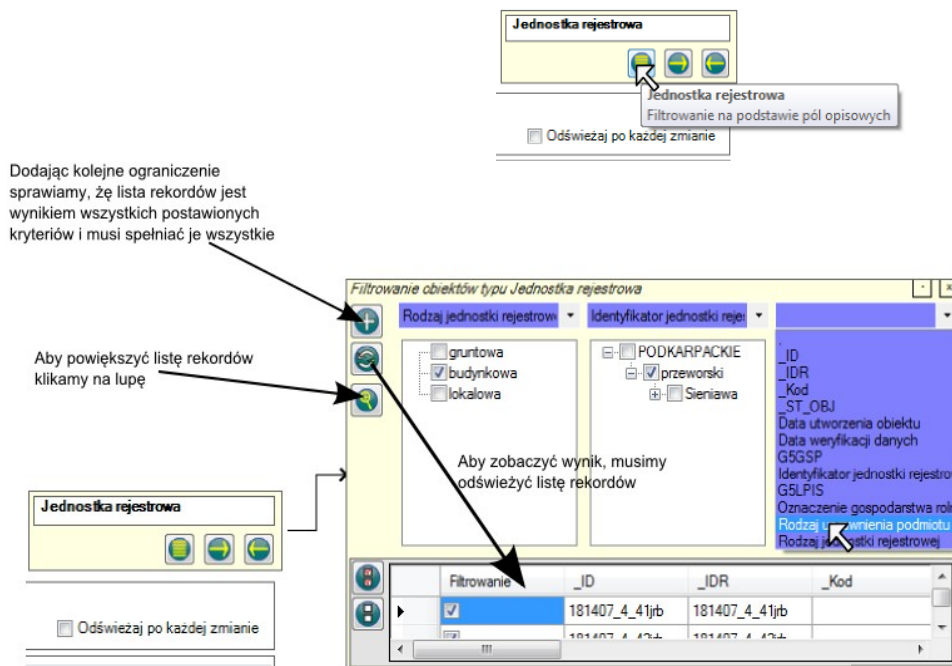 Jednostka rejestrowa
Jednostka rejestrowa
Filtrowanie na podstawie pól opisowych
Odświeżaj po każdej zmianie
Dodając kolejne ograniczenie
sprawiamy, żę lista rekordów jest
wynikiem wszystkich postawionych
kryteriów i musi spełniać je wszystkie
Filtrowanie obiektów typu Jednostka rejestrowa
Rodzaj jednostki rejestrow
Identyfikator jednostki reje
gruntowa
budynkowa
lokalowa
PODKARPACKIE
przeworski
Sieniawa
Aby powiększyć listę rekordów
klikamy na lupę
Aby zobaczyć wynik, musimy
odświeżyć listę rekordów
_ID
_IDR
_Kod
_ST_OBJ
Data utworzenia obiektu
Data weryfikacji danych
G5GSP
Identyfikator jednostki rejestro
G5LPIS
Oznaczenie gospodarstwa roln
Rodzaj podmiotu
Rodzaj rejestrowej
Jednostka rejestrowa
Odświeżaj po każdej zmianie
Filtrowanie _ID _IDR _Kod
181407_4_41jrb 181407_4_41jrb